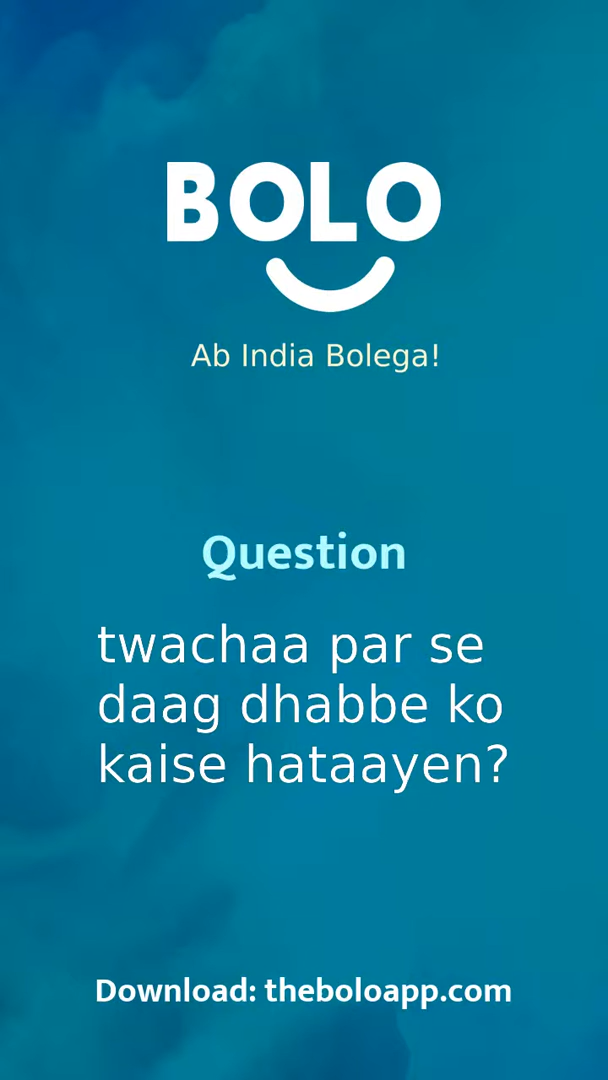 BOLO
Ab India Bolega!
Question
twachaa par se
daag dhabbe ko
kaise hataayen?
Download: theboloapp.com